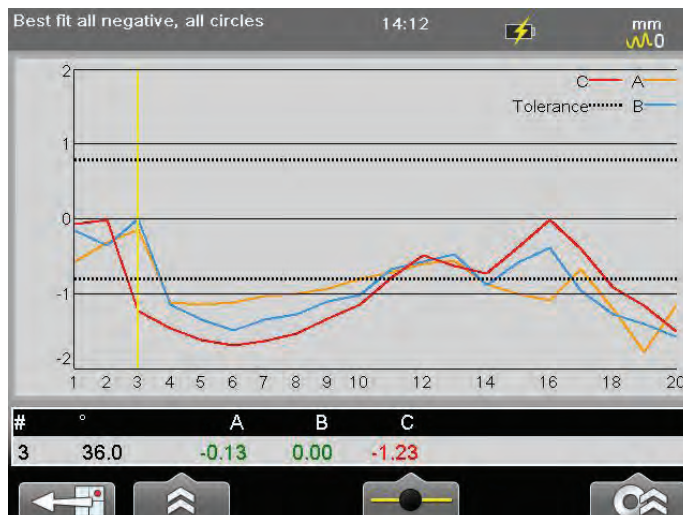 Best fit all negative, all circles 14:12 mm
0
2
C A
Tolerance B
1
0
-1
-2
1 2 3 4 5 6 7 8 9 10 12 14 16 18 20
# ° A B C
3 36.0 -0.13 0.00 -1.23